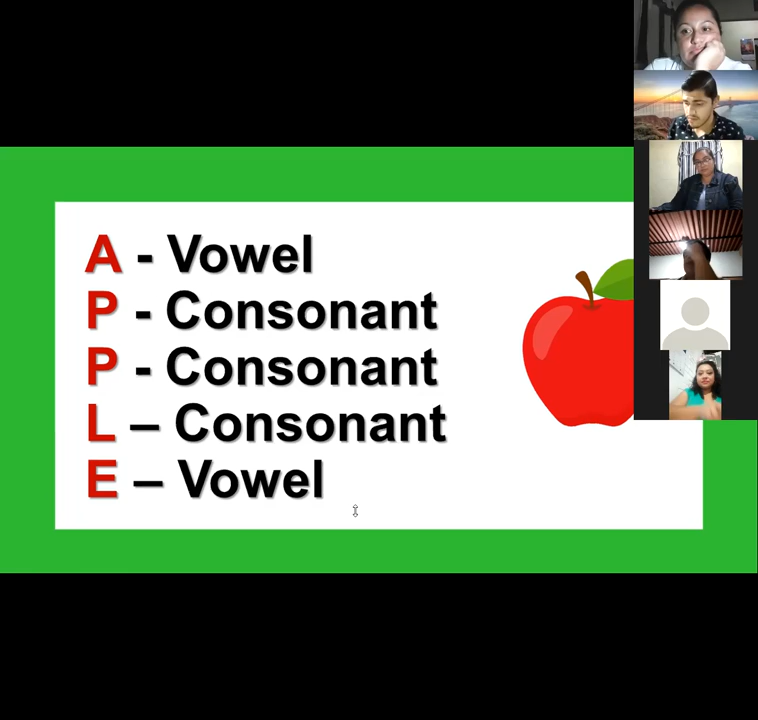 A - Vowel
P - Consonant
P - Consonant
L – Consonant
E – Vowel